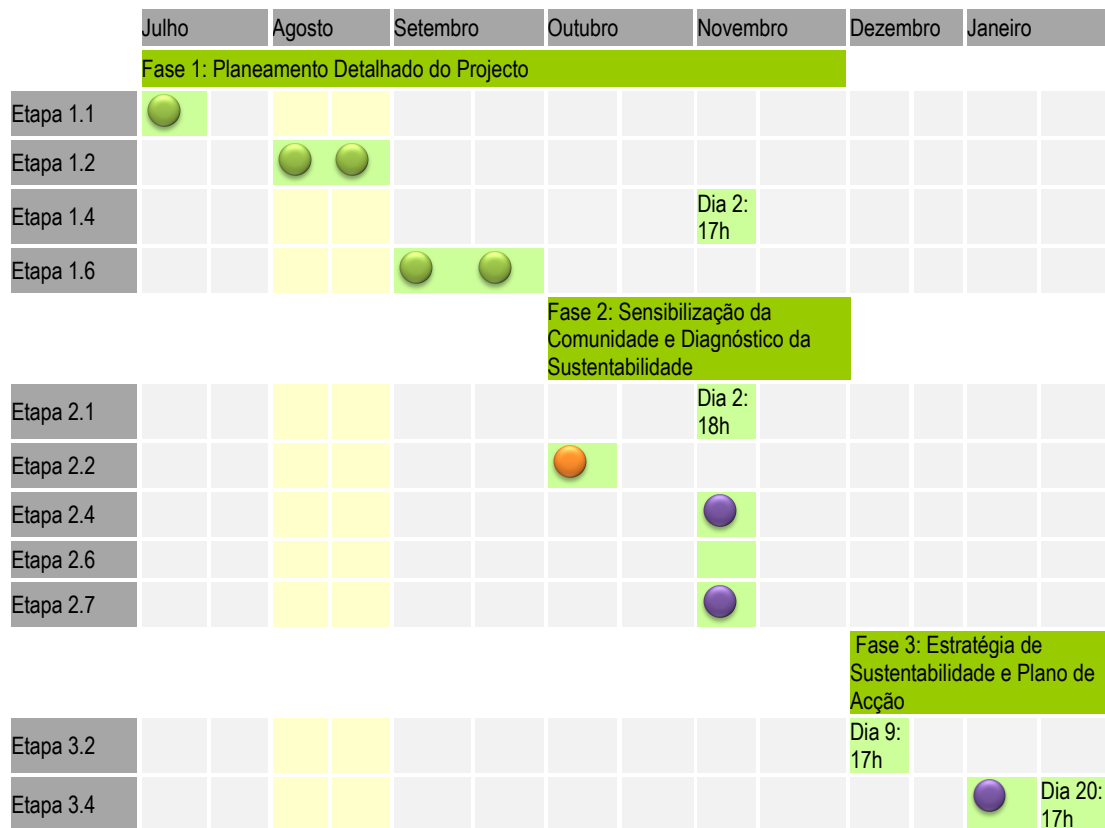 Julho Agosto Setembro Outubro Novembro Dezembro Janeiro
Fase 1: Planeamento Detalhado do Projecto
Etapa 1.1
Etapa 1.2
Etapa 1.4
Dia 2:
17h
Etapa 1.6
Fase 2: Sensibilização da
Comunidade e Diagnóstico da
Sustentabilidade
Etapa 2.1
Dia 2:
18h
Etapa 2.2
Etapa 2.4
Etapa 2.6
Etapa 2.7
Fase 3: Estratégia de
Sustentabilidade e Plano de
Acção
Etapa 3.2
Dia 9:
17h
Etapa 3.4
Dia 20:
17h